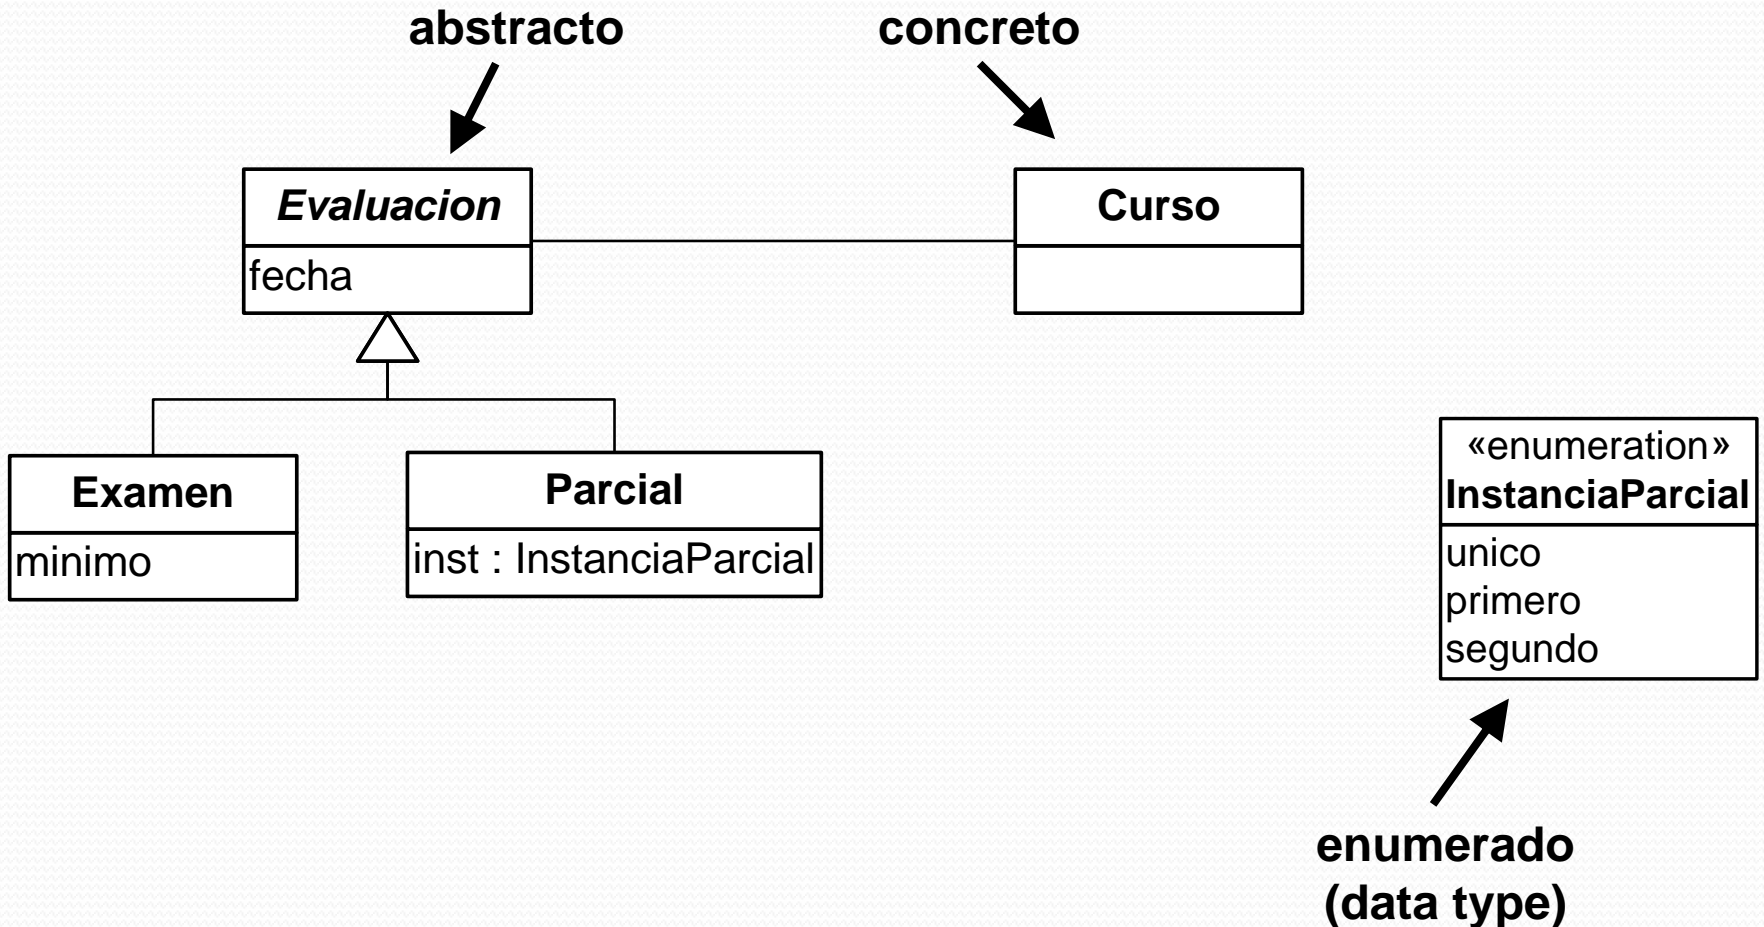 abstracto
concreto
Evaluacion
fecha
Curso
Examen
minimo
Parcial
inst : InstanciaParcial
«enumeration»
InstanciaParcial
unico
primero
segundo
enumerado
(data type)